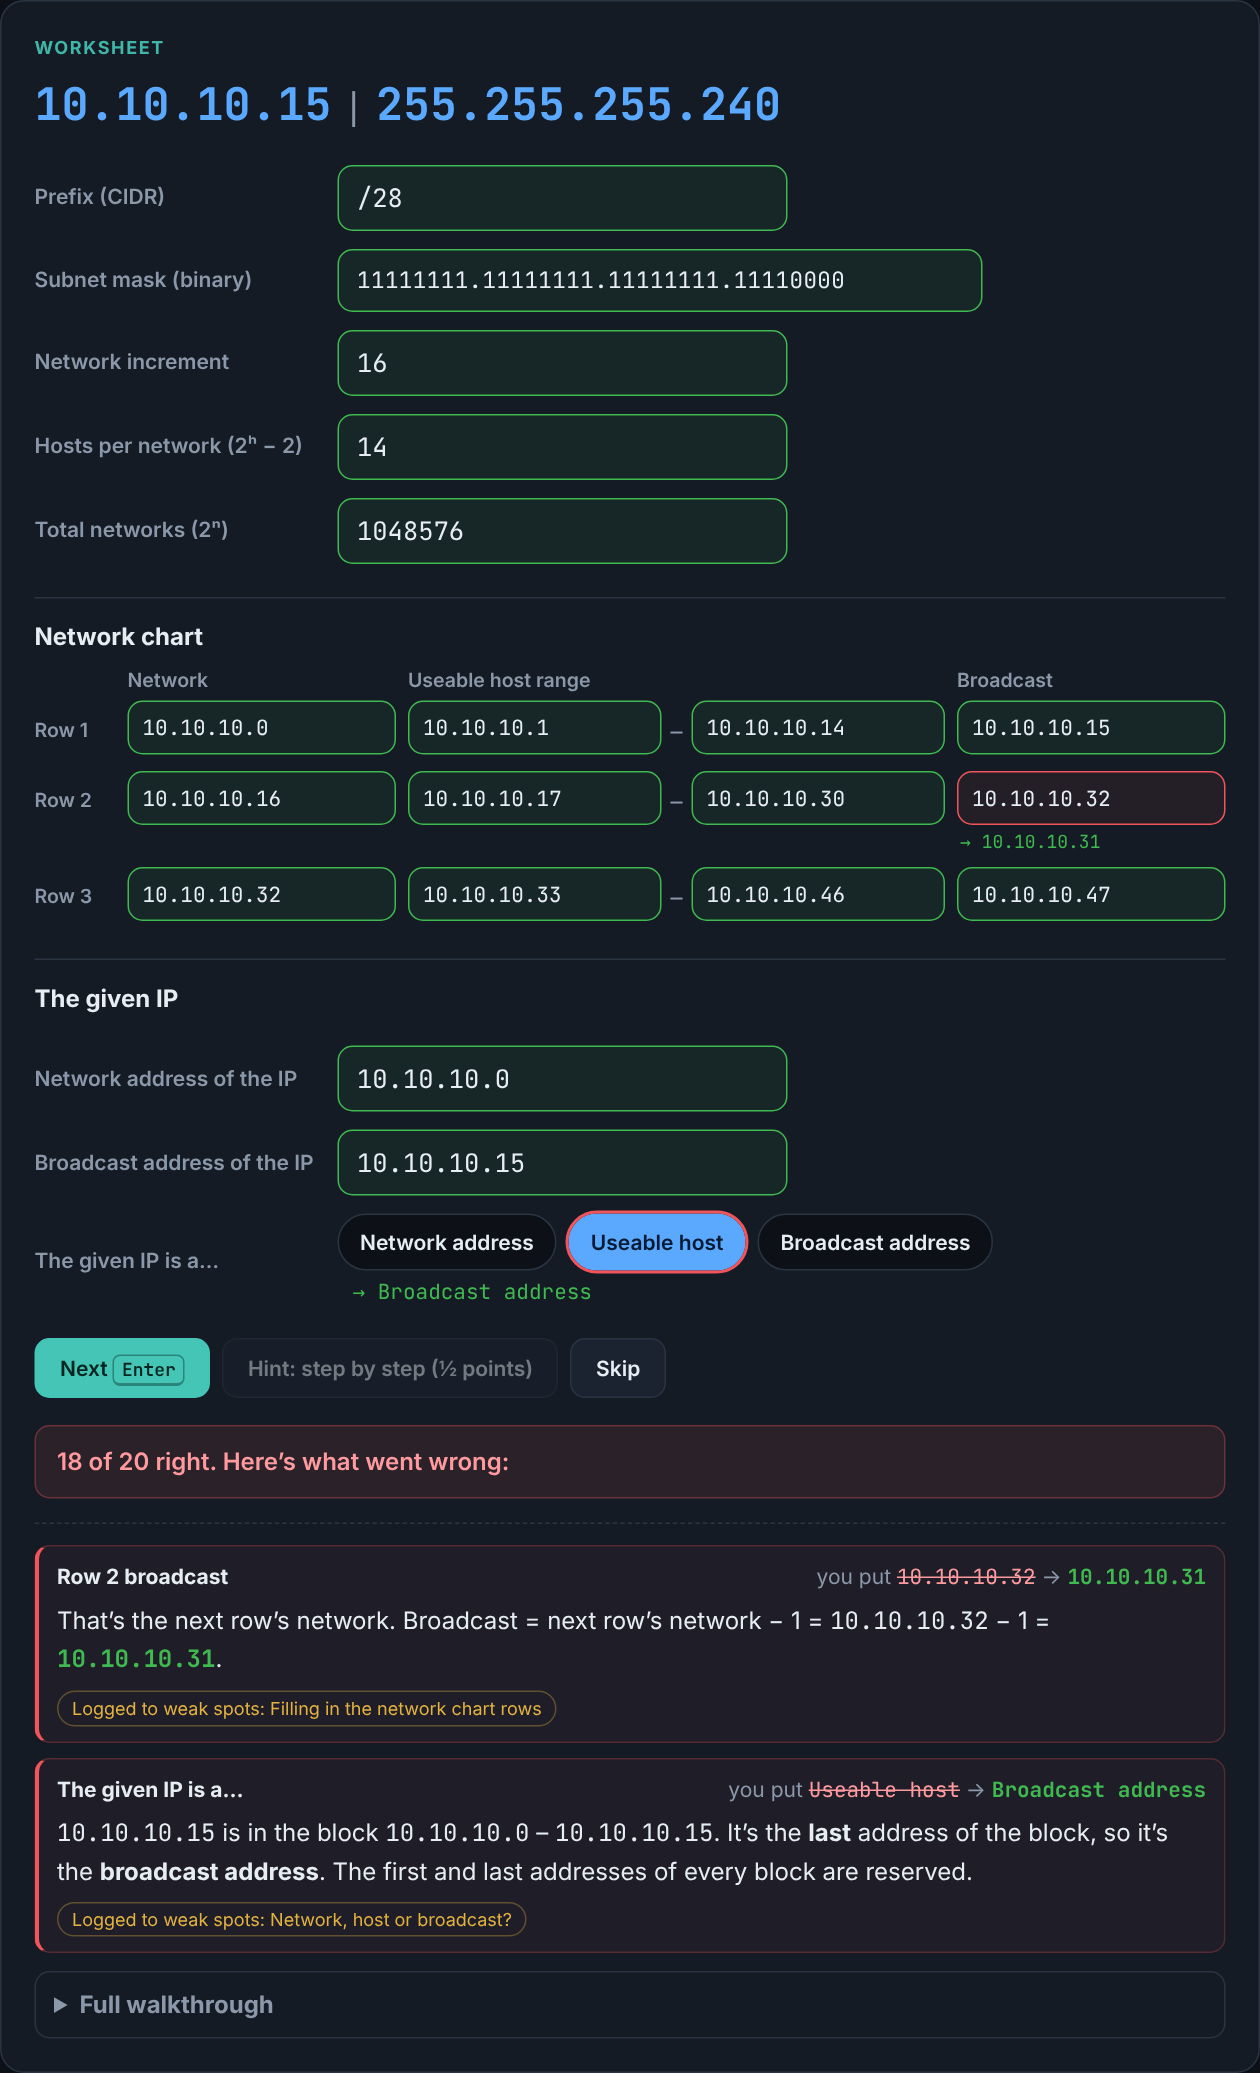 WORKSHEET
10.10.10.15 | 255.255.255.240
Prefix (CIDR) /28
Subnet mask (binary) 11111111.11111111.11111111.11110000
Network increment 16
Hosts per network (2ʰ − 2) 14
Total networks (2ⁿ) 1048576
Network chart
Network Useable host range Broadcast
Row 1 10.10.10.0 10.10.10.1 – 10.10.10.14 10.10.10.15
Row 2 10.10.10.16 10.10.10.17 – 10.10.10.30 10.10.10.32
→ 10.10.10.31
Row 3 10.10.10.32 10.10.10.33 – 10.10.10.46 10.10.10.47
The given IP
Network address of the IP 10.10.10.0
Broadcast address of the IP 10.10.10.15
The given IP is a… Network address Useable host Broadcast address
→ Broadcast address
Next Enter Hint: step by step (½ points) Skip
18 of 20 right. Here’s what went wrong:
Row 2 broadcast you put 10.10.10.32 → 10.10.10.31
That’s the next row’s network. Broadcast = next row’s network − 1 = 10.10.10.32 − 1 =
10.10.10.31.
Logged to weak spots: Filling in the network chart rows
The given IP is a… you put Useable host → Broadcast address
10.10.10.15 is in the block 10.10.10.0 – 10.10.10.15. It’s the last address of the block, so it’s
the broadcast address. The first and last addresses of every block are reserved.
Logged to weak spots: Network, host or broadcast?
▶ Full walkthrough